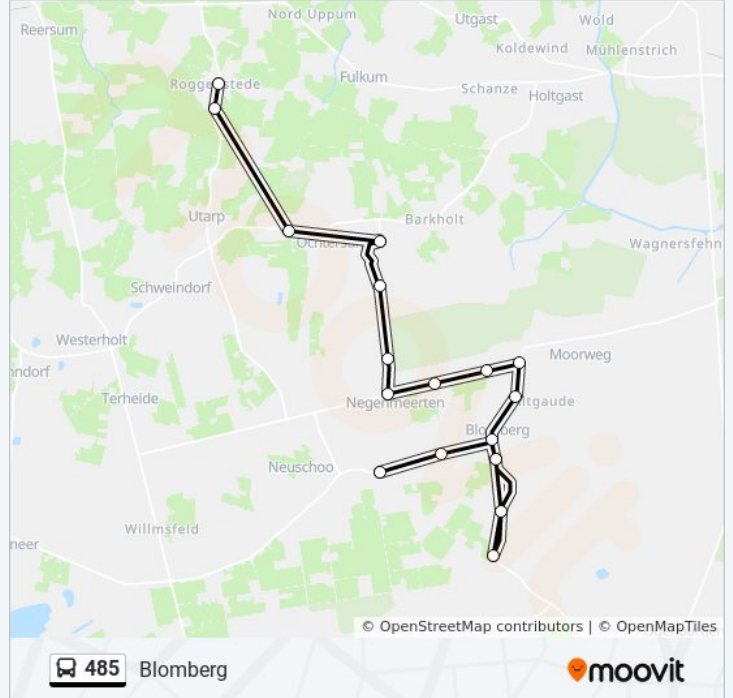 Nord Uppum
Reersum
Utgast
Wold
Koldewind
Mühlenstrich
Fulkum
Schanze
Holtgast
Utarp
Barkholt
Wagnersfehn
Schweindorf
Westerholt
Moorweg
Terheide
Negenmeerten
Neuschoo
Willmsfeld
© OpenStreetMap contributors | © OpenMapTiles
485 Blomberg
moovit